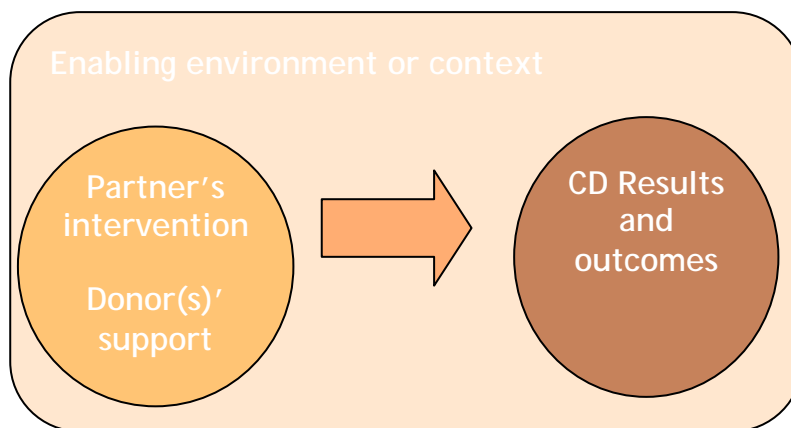 Enabling environment or context
Partner’s
intervention
Donor(s)’
support
CD Results
and
outcomes